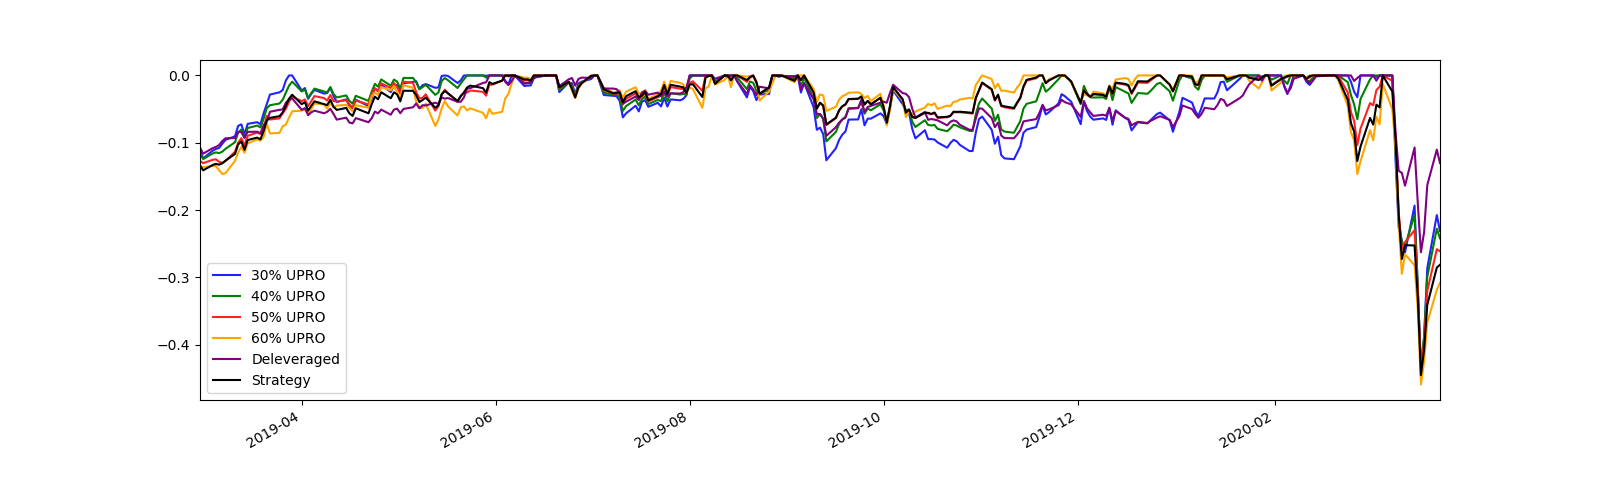 0.0
−0.1
−0.2
−0.3
−0.4
30% UPRO
40% UPRO
50% UPRO
60% UPRO
Deleveraged
Strategy
2019-04
2019-06
2019-08
2019-10
2019-12
2020-02